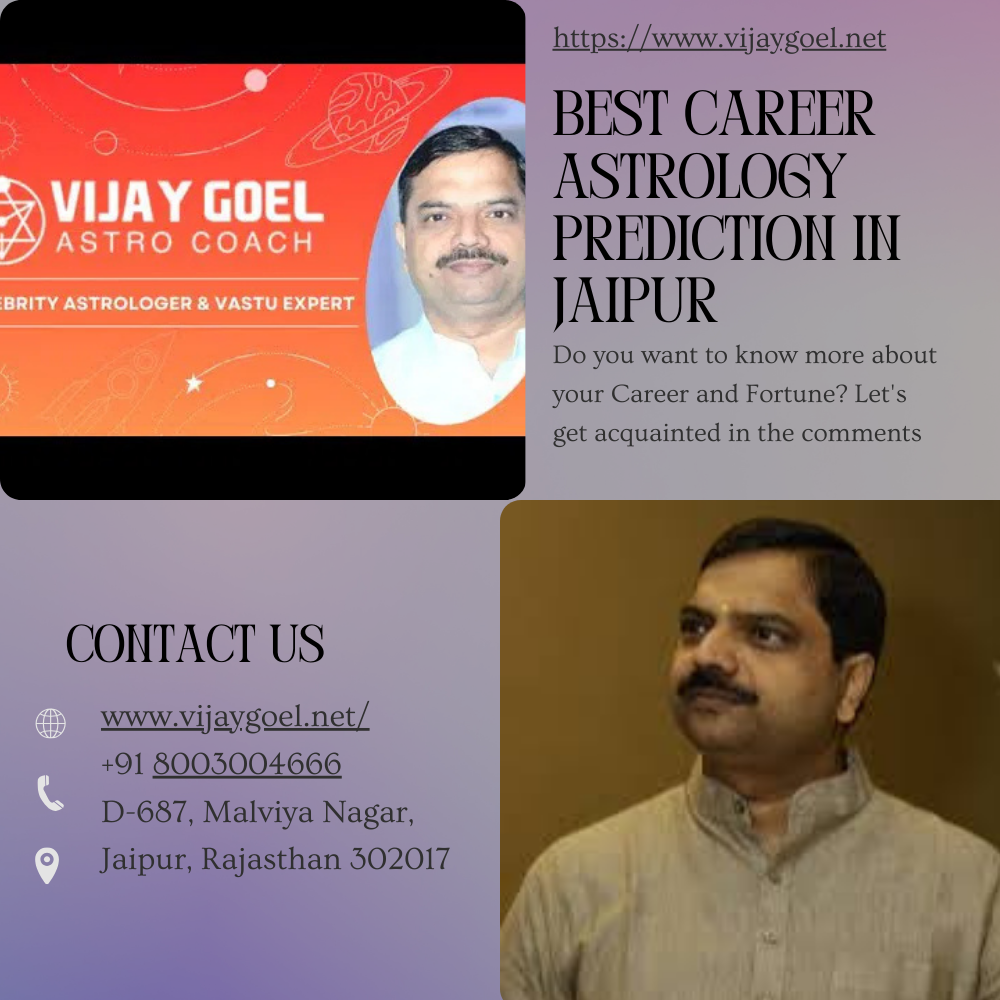 https://www.vijaygoel.net
BEST CAREER
ASTROLOGY
PREDICTION IN
JAIPUR
Do you want to know more about
your Career and Fortune? Let's
get acquainted in the comments
VIJAY GOEL
ASTRO COACH
EBRITY ASTROLOGER & VASTU EXPERT
CONTACT US
www.vijaygoel.net/
+91 8003004666
D-687, Malviya Nagar,
Jaipur, Rajasthan 302017